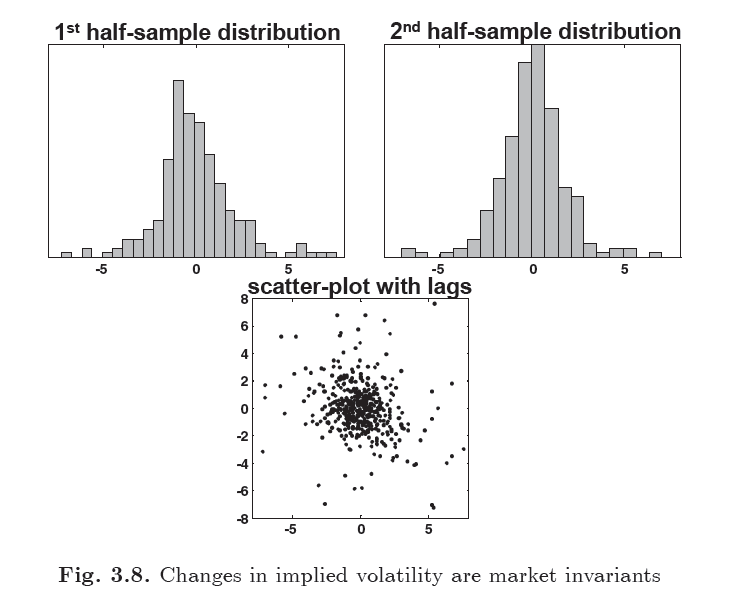 1st half-sample distribution
2nd half-sample distribution
-5 0 5
-5 0 5
scatter-plot with lags
8
6
4
2
0
-2
-4
-6
-8
-5 0 5
Fig. 3.8. Changes in implied volatility are market invariants